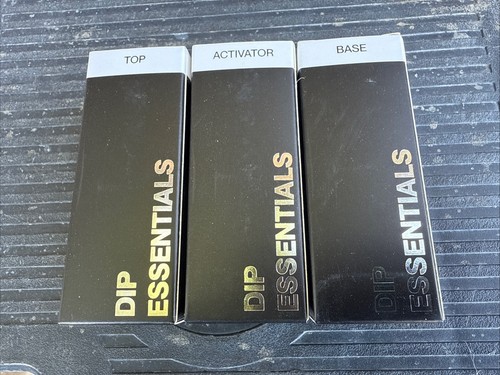 TOP
DIP
ESSENTIALS
ACTIVATOR
DIP
ESSENTIALS
BASE
DIP
ESSENTIALS